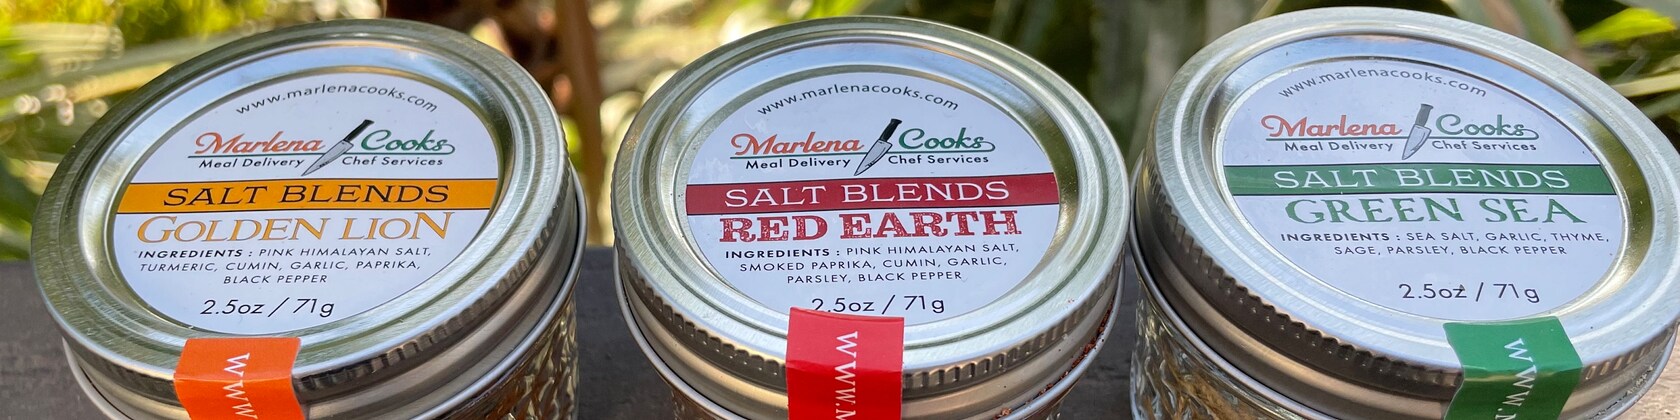 www.marlenacooks.com
Marlena Cooks
Meal Delivery Chef Services
SALT BLENDS
GOLDEN LION
INGREDIENTS : PINK HIMALAYAN SALT,
TURMERIC, CUMIN, GARLIC, PAPRIKA,
BLACK PEPPER
2.5oz / 71g
WWW
www.marlenacooks.com
Marlena Cooks
Meal Delivery Chef Services
SALT BLENDS
RED EARTH
INGREDIENTS : PINK HIMALAYAN SALT,
SMOKED PAPRIKA, CUMIN, GARLIC,
PARSLEY, BLACK PEPPER
2.5oz / 71g
WWW.
www.marlenacooks.com
Marlena Cooks
Meal Delivery Chef Services
SALT BLENDS
GREEN SEA
INGREDIENTS : SEA SALT, GARLIC, THYME,
SAGE, PARSLEY, BLACK PEPPER
2.5oz / 71g
WWW.